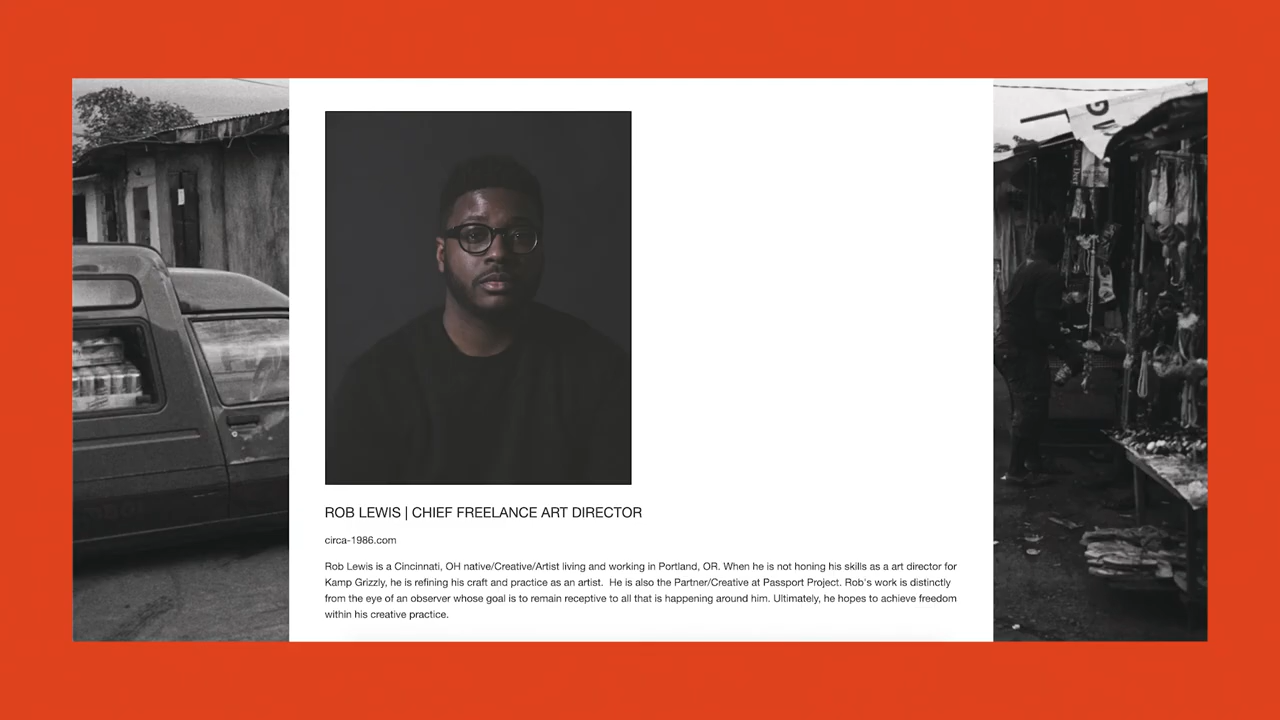 ROB LEWIS | CHIEF FREELANCE ART DIRECTOR
circa-1986.com
Rob Lewis is a Cincinnati, OH native/Creative/Artist living and working in Portland, OR. When he is not honing his skills as a art director for
Kamp Grizzly, he is refining his craft and practice as an artist.  He is also the Partner/Creative at Passport Project. Rob's work is distinctly
from the eye of an observer whose goal is to remain receptive to all that is happening around him. Ultimately, he hopes to achieve freedom
within his creative practice.